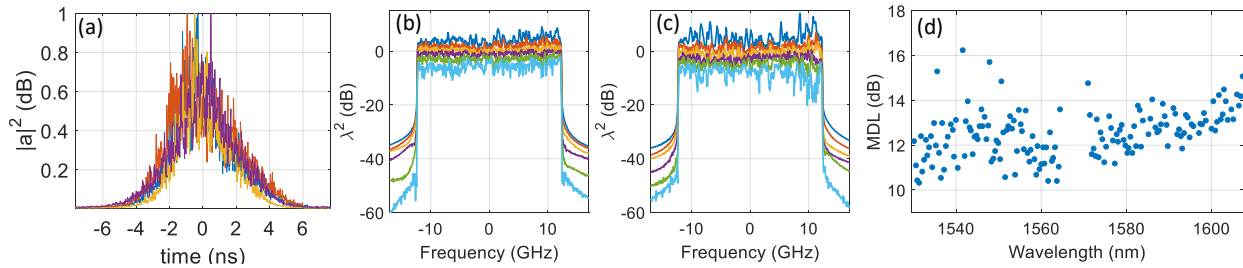 (a)
1
0.8
0.6
0.4
0.2
|a|² (dB)
-6 -4 -2 0 2 4 6
time (ns)
(b)
0
-20
-40
-60
λ² (dB)
-10 0 10
Frequency (GHz)
(c)
0
-20
-40
-60
λ² (dB)
-10 0 10
Frequency (GHz)
(d)
18
16
14
12
10
MDL (dB)
1540 1560 1580 1600
Wavelength (nm)